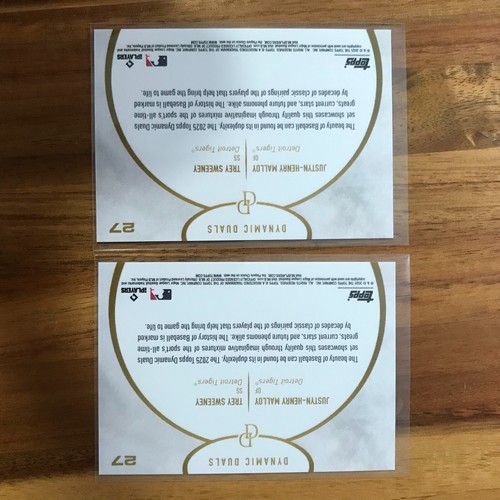 27
DYNAMIC DUALS
DD
JUSTYN-HENRY MALLOY
OF
Detroit Tigers®
TREY SWEENEY
SS
Detroit Tigers®
The beauty of Baseball can be found in its duplexity. The 2025 Topps Dynamic Duals
set showcases this quality through imaginative mixtures of the sport's all-time
greats, current stars, and future phenoms alike. The history of Baseball is marked
by decades of classic pairings of the players that help bring the game to life.
topps
PLAYERS
27
DYNAMIC DUALS
DD
JUSTYN-HENRY MALLOY
OF
Detroit Tigers®
TREY SWEENEY
SS
Detroit Tigers®
The beauty of Baseball can be found in its duplexity. The 2025 Topps Dynamic Duals
set showcases this quality through imaginative mixtures of the sport's all-time
greats, current stars, and future phenoms alike. The history of Baseball is marked
by decades of classic pairings of the players that help bring the game to life.
topps
PLAYERS